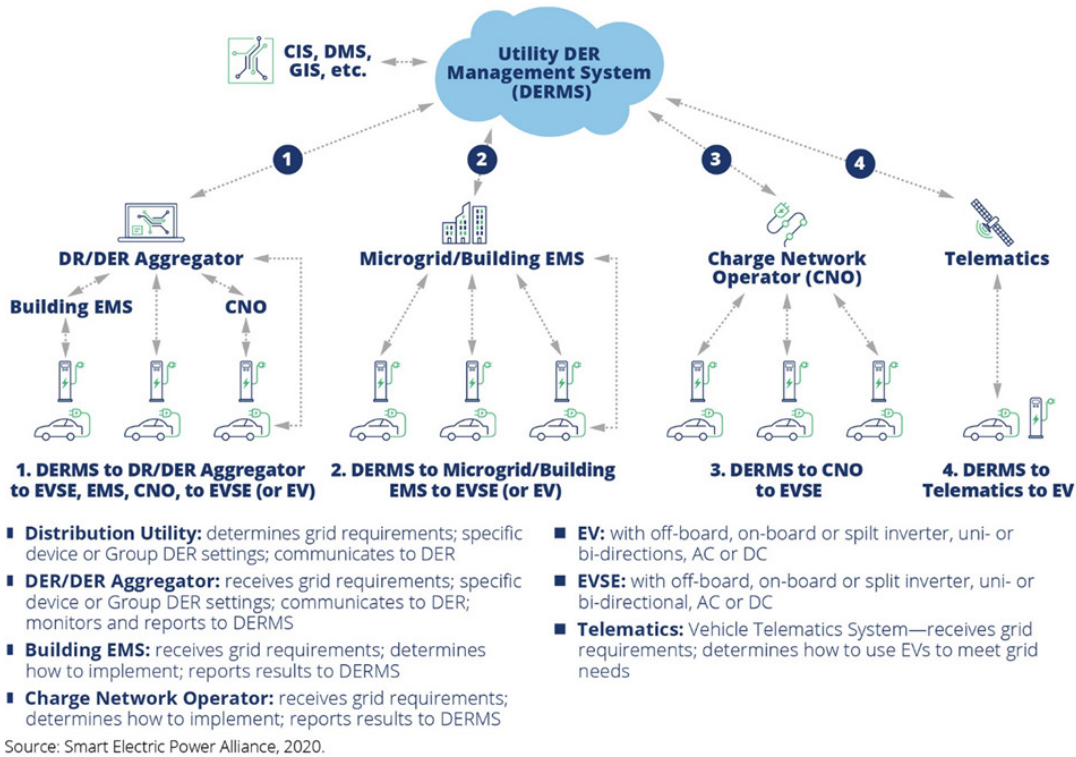 CIS, DMS,
GIS, etc.
Utility DER
Management System
(DERMS)
1
2
3
4
DR/DER Aggregator
Microgrid/Building EMS
Charge Network
Operator (CNO)
Telematics
Building EMS
CNO
1. DERMS to DR/DER Aggregator
to EVSE, EMS, CNO, to EVSE (or EV)
2. DERMS to Microgrid/Building
EMS to EVSE (or EV)
3. DERMS to CNO
to EVSE
4. DERMS to
Telematics to EV
Distribution Utility: determines grid requirements; specific
device or Group DER settings; communicates to DER
DER/DER Aggregator: receives grid requirements; specific
device or Group DER settings; communicates to DER;
monitors and reports to DERMS
Building EMS: receives grid requirements; determines
how to implement; reports results to DERMS
Charge Network Operator: receives grid requirements;
determines how to implement; reports results to DERMS
EV: with off-board, on-board or spilt inverter, uni- or
bi-directions, AC or DC
EVSE: with off-board, on-board or split inverter, uni- or
bi-directional, AC or DC
Telematics: Vehicle Telematics System—receives grid
requirements; determines how to use EVs to meet grid
needs
Source: Smart Electric Power Alliance, 2020.